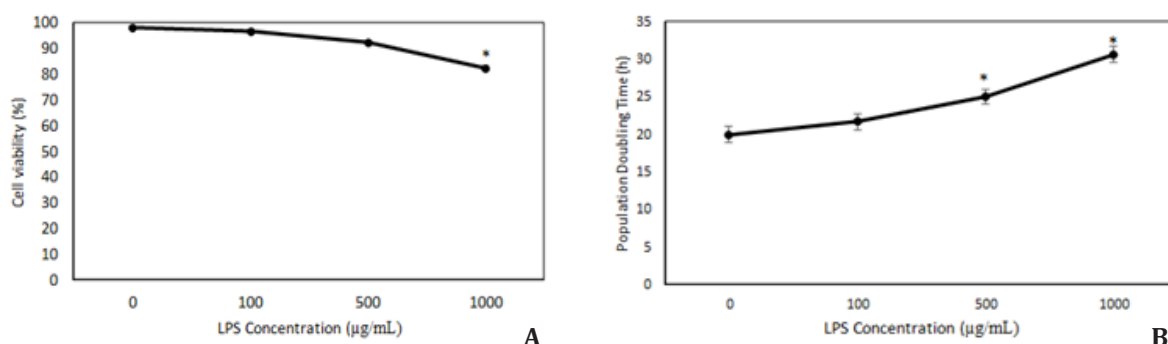 Cell viability (%)
100
90
80
70
60
50
40
30
20
10
0
*
0 100 500 1000
LPS Concentration (µg/mL)
A
Population Doubling Time (h)
35
30
25
20
15
10
5
0
*
*
0 100 500 1000
LPS Concentration (µg/mL)
B